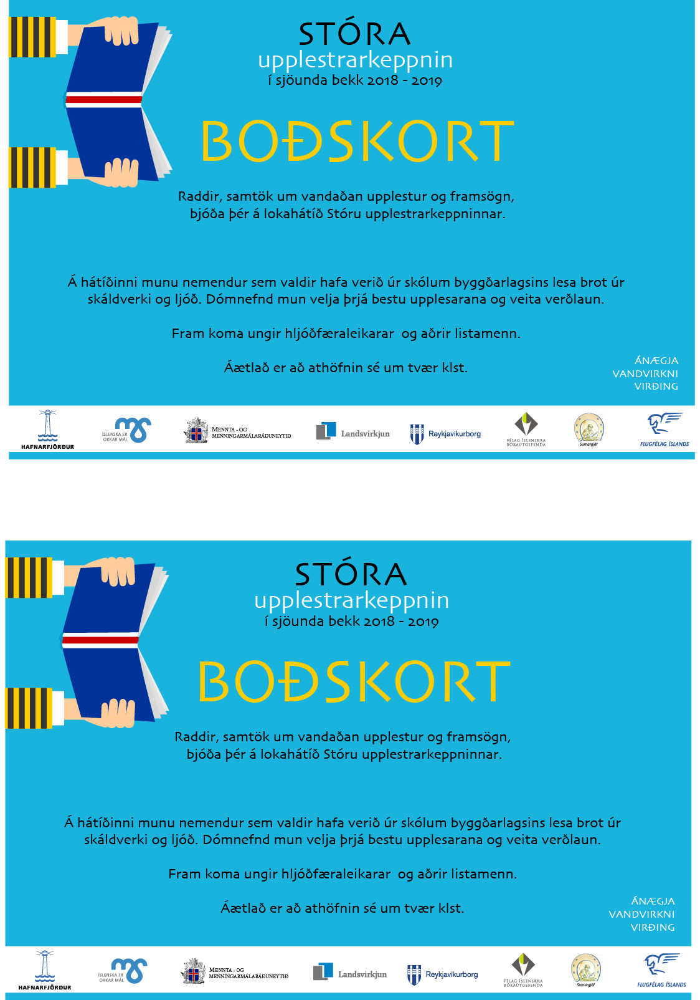 STÓRA
upplestrarkeppnin
í sjöunda bekk 2018 - 2019
BOÐSKORT
Raddir, samtök um vandaðan upplestur og framsögn,
bjóða þér á lokahátíð Stóru upplestrarkeppninnar.
Á hátíðinni munu nemendur sem valdir hafa verið úr skólum byggðarlagsins lesa brot úr
skáldverki og ljóð. Dómnefnd mun velja þrjá bestu upplesarana og veita verðlaun.
Fram koma ungir hljóðfæraleikarar  og aðrir listamenn.
Áætlað er að athöfnin sé um tvær klst.
ÁNÆGJA
VANDVIRKNI
VIRÐING
HAFNARFJÖRÐUR
ms
ÍSLENSKA ER
OKKAR MÁL
MENNTA - OG
MENNINGARMÁLARÁÐUNEYTIÐ
Landsvirkjun
Reykjavíkurborg
FÉLAG ÍSLENSKRA
BÓKAÚTGEFENDA
Sumargjöf
FLUGFÉLAG ÍSLANDS
STÓRA
upplestrarkeppnin
í sjöunda bekk 2018 - 2019
BOÐSKORT
Raddir, samtök um vandaðan upplestur og framsögn,
bjóða þér á lokahátíð Stóru upplestrarkeppninnar.
Á hátíðinni munu nemendur sem valdir hafa verið úr skólum byggðarlagsins lesa brot úr
skáldverki og ljóð. Dómnefnd mun velja þrjá bestu upplesarana og veita verðlaun.
Fram koma ungir hljóðfæraleikarar  og aðrir listamenn.
Áætlað er að athöfnin sé um tvær klst.
ÁNÆGJA
VANDVIRKNI
VIRÐING
HAFNARFJÖRÐUR
ms
ÍSLENSKA ER
OKKAR MÁL
MENNTA - OG
MENNINGARMÁLARÁÐUNEYTIÐ
Landsvirkjun
Reykjavíkurborg
FÉLAG ÍSLENSKRA
BÓKAÚTGEFENDA
Sumargjöf
FLUGFÉLAG ÍSLANDS